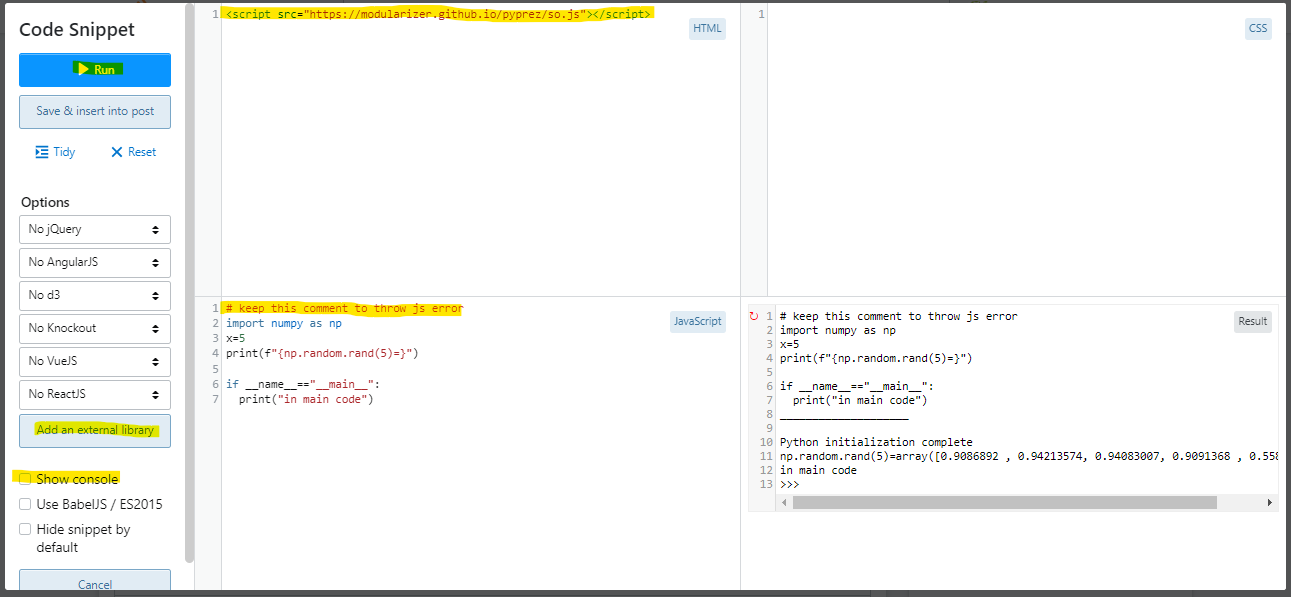 Code Snippet
Run
Save & insert into post
Tidy
Reset
Options
No jQuery
No AngularJS
No d3
No Knockout
No VueJS
No ReactJS
Add an external library
Show console
Use BabelJS / ES2015
Hide snippet by
default
Cancel
1 <script src="https://modularizer.github.io/pyprez/so.js"></script>
HTML
1
CSS
1 # keep this comment to throw js error
2 import numpy as np
3 x=5
4 print(f"{np.random.rand(5)=}")
5
6 if __name__=="__main__":
7   print("in main code")
JavaScript
1 # keep this comment to throw js error
2 import numpy as np
3 x=5
4 print(f"{np.random.rand(5)=}")
5
6 if __name__=="__main__":
7   print("in main code")
8 ____________________
9
10 Python initialization complete
11 np.random.rand(5)=array([0.9086892 , 0.94213574, 0.94083007, 0.9091368 , 0.558
12 in main code
13 >>>
Result